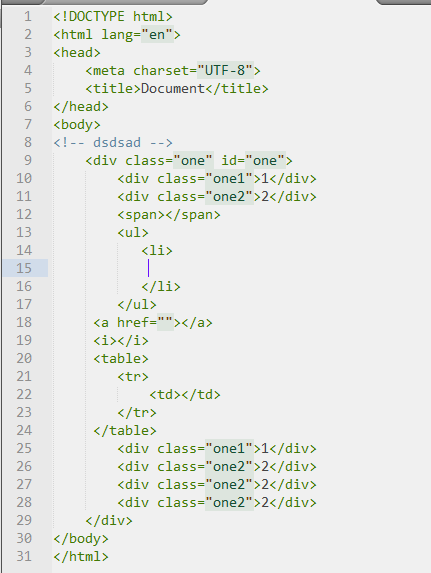 1 <!DOCTYPE html>
2 <html lang="en">
3 <head>
4 <meta charset="UTF-8">
5 <title>Document</title>
6 </head>
7 <body>
8 <!-- dsdsad -->
9 <div class="one" id="one">
10 <div class="one1">1</div>
11 <div class="one2">2</div>
12 <span></span>
13 <ul>
14 <li>
15
16 </li>
17 </ul>
18 <a href=""></a>
19 <i></i>
20 <table>
21 <tr>
22 <td></td>
23 </tr>
24 </table>
25 <div class="one1">1</div>
26 <div class="one2">2</div>
27 <div class="one2">2</div>
28 <div class="one2">2</div>
29 </div>
30 </body>
31 </html>